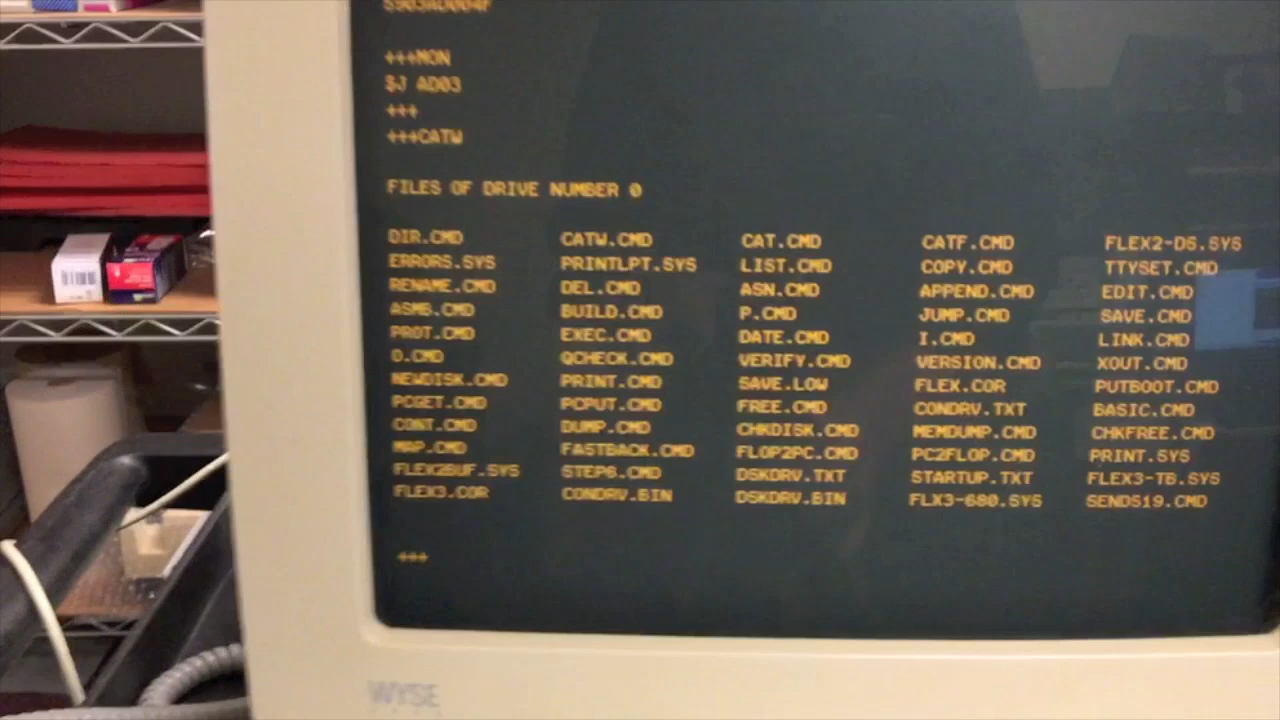 S903AD004F
+++MON
$J AD03
+++
+++CATW
FILES OF DRIVE NUMBER 0
DIR.CMD CATW.CMD CAT.CMD CATF.CMD FLEX2-DS.SYS
ERRORS.SYS PRINTLPT.SYS LIST.CMD COPY.CMD TTYSET.CMD
RENAME.CMD DEL.CMD ASN.CMD APPEND.CMD EDIT.CMD
ASMB.CMD BUILD.CMD P.CMD JUMP.CMD SAVE.CMD
PROT.CMD EXEC.CMD DATE.CMD I.CMD LINK.CMD
O.CMD QCHECK.CMD VERIFY.CMD VERSION.CMD XOUT.CMD
NEWDISK.CMD PRINT.CMD SAVE.LOW FLEX.COR PUTBOOT.CMD
PCGET.CMD PCPUT.CMD FREE.CMD CONDRV.TXT BASIC.CMD
CONT.CMD DUMP.CMD CHKDISK.CMD MEMDUMP.CMD CHKFREE.CMD
MAP.CMD FASTBACK.CMD FLOP2PC.CMD PC2FLOP.CMD PRINT.SYS
FLEX2BUF.SYS STEP6.CMD DSKDRV.TXT STARTUP.TXT FLEX3-TB.SYS
FLEX3.COR CONDRV.BIN DSKDRV.BIN FLX3-680.SYS SENDS19.CMD
+++
WYSE